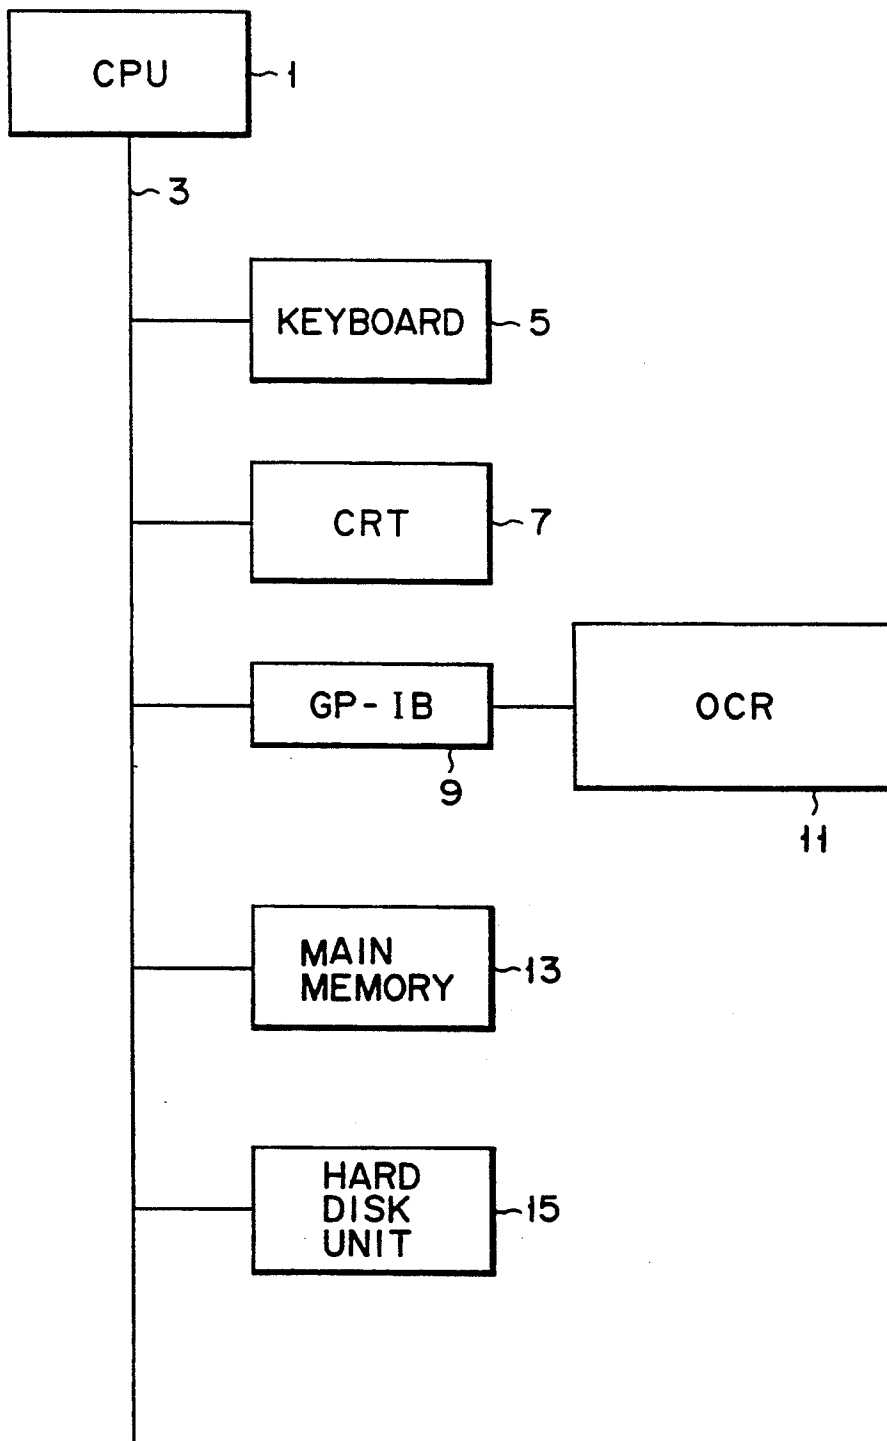 CPU
1
3
KEYBOARD
5
CRT
7
GP-IB
OCR
9
11
MAIN
MEMORY
13
HARD
DISK
UNIT
15